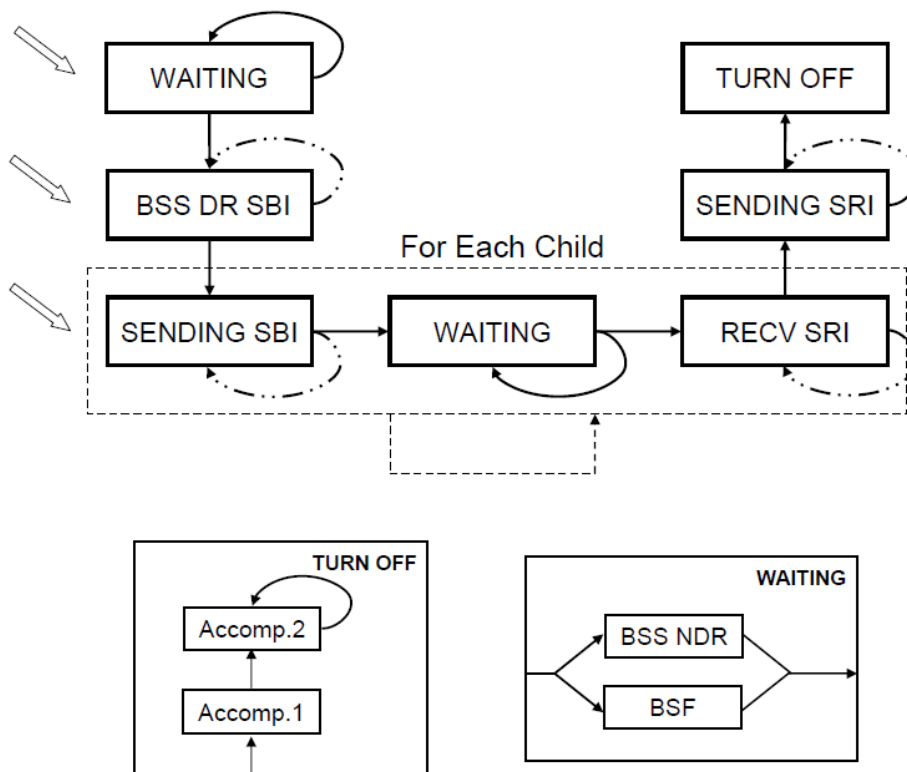 WAITING
TURN OFF
BSS DR SBI
SENDING SRI
For Each Child
SENDING SBI
WAITING
RECV SRI
TURN OFF
Accomp.2
Accomp.1
WAITING
BSS NDR
BSF